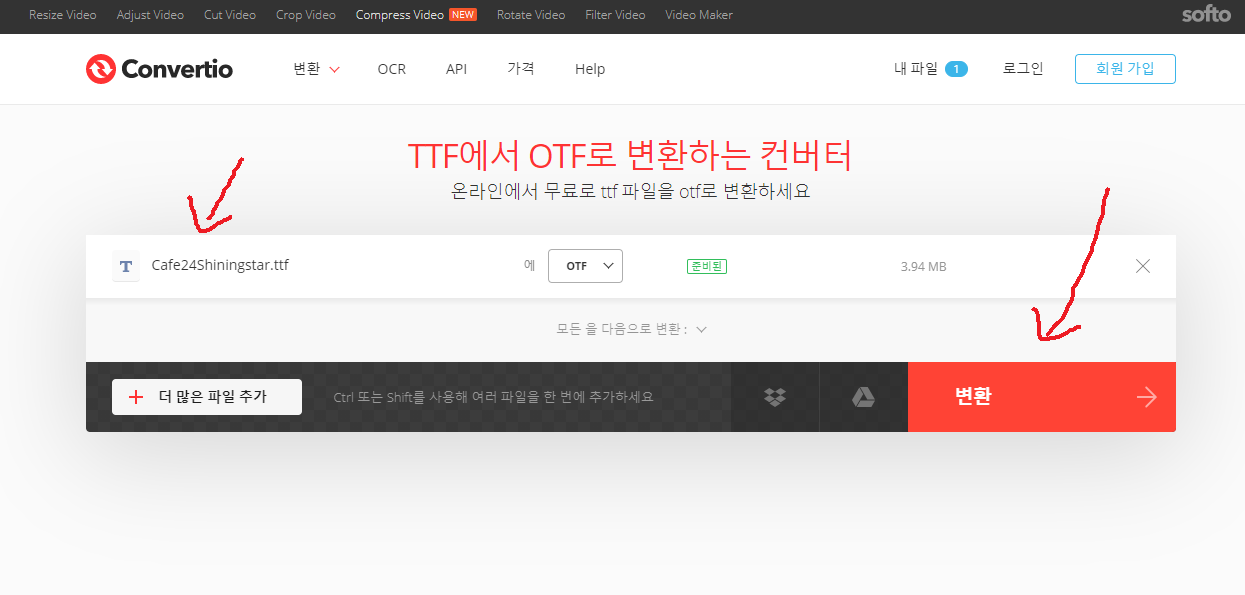 Resize Video Adjust Video Cut Video Crop Video Compress Video NEW Rotate Video Filter Video Video Maker softo
Convertio 변환 OCR API 가격 Help 내 파일 1 로그인 회원 가입
TTF에서 OTF로 변환하는 컨버터
온라인에서 무료로 ttf 파일을 otf로 변환하세요
T Cafe24Shiningstar.ttf 에 OTF 준비됨 3.94 MB
모든 을 다음으로 변환 :
더 많은 파일 추가 Ctrl 또는 Shift를 사용해 여러 파일을 한 번에 추가하세요 변환